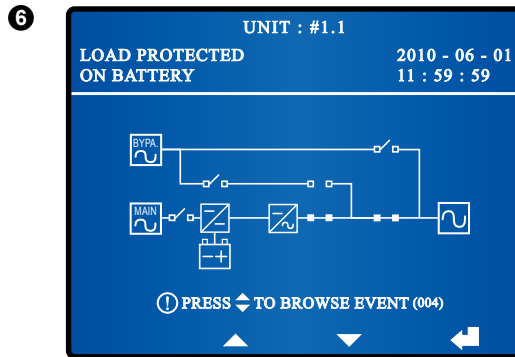 6
UNIT : #1.1
LOAD PROTECTED
2010 - 06 - 01
ON BATTERY
11 : 59 : 59
BYPA.
MAIN
PRESS TO BROWSE EVENT (004)